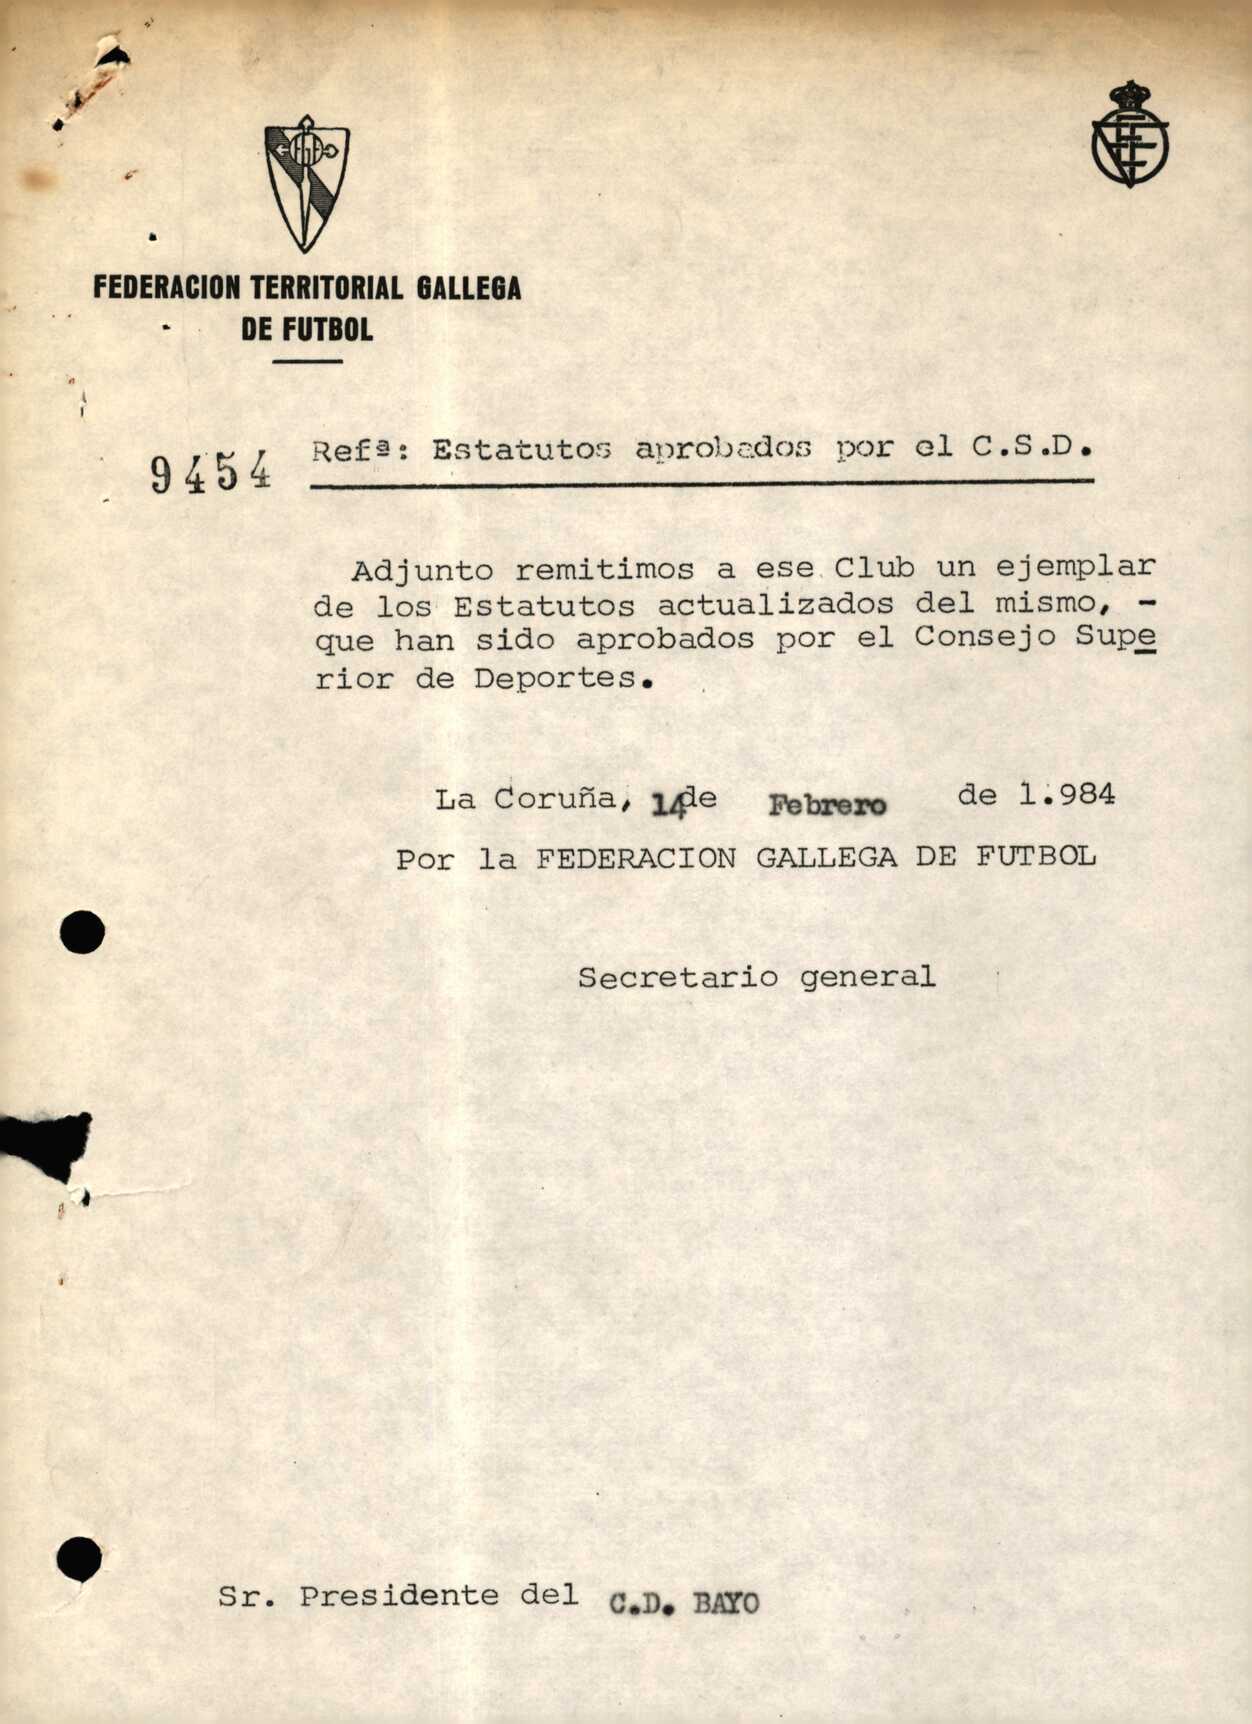 FEDERACION TERRITORIAL GALLEGA
DE FUTBOL
9454
Refª: Estatutos aprobados por el C.S.D.
Adjunto remitimos a ese Club un ejemplar
de los Estatutos actualizados del mismo, -
que han sido aprobados por el Consejo Supe
rior de Deportes.
La Coruña, 14 de Febrero de 1.984
Por la FEDERACION GALLEGA DE FUTBOL
Secretario general
Sr. Presidente del C.D. BAYO